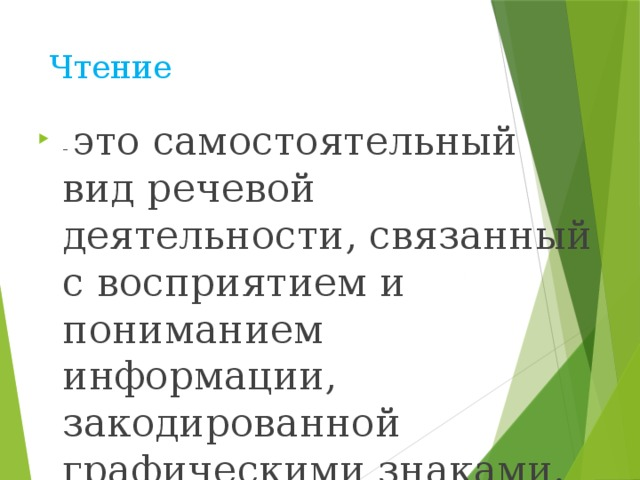 Чтение
- это самостоятельный
вид речевой
деятельности, связанный
с восприятием и
пониманием
информации,
закодированной
графическими знаками.